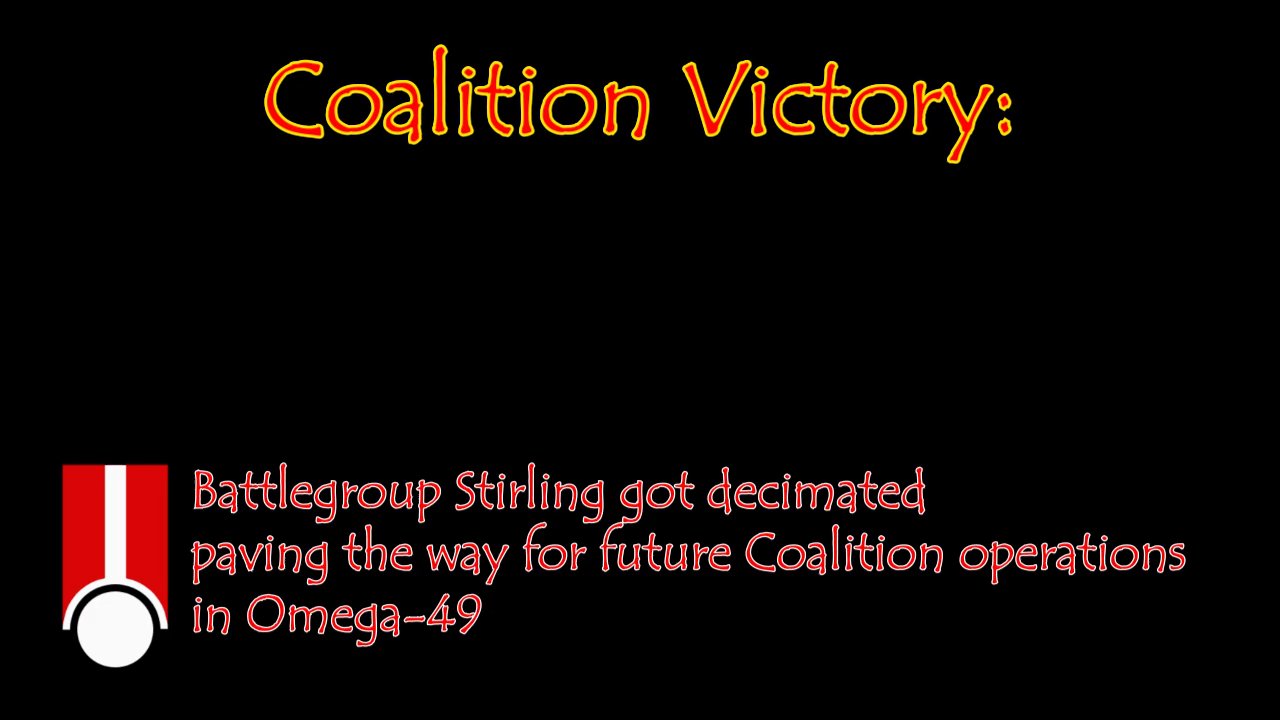 Coalition Victory:
Battlegroup Stirling got decimated
paving the way for future Coalition operations
in Omega-49